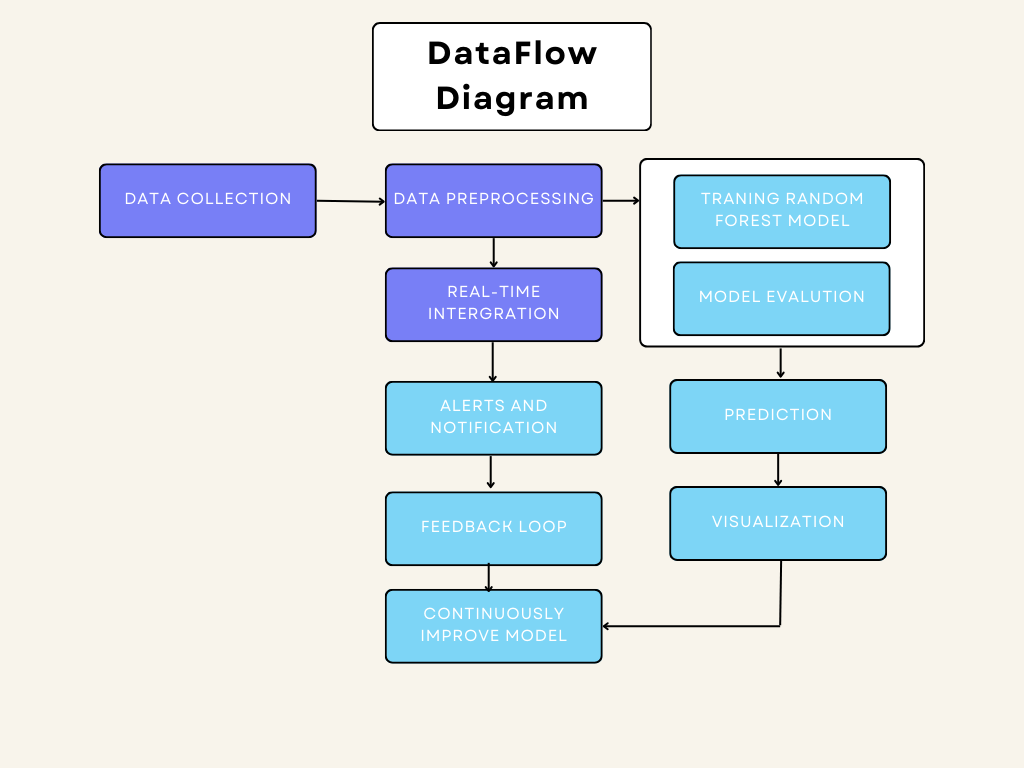 DataFlow
Diagram
DATA COLLECTION
DATA PREPROCESSING
TRANING RANDOM
FOREST MODEL
MODEL EVALUTION
REAL-TIME
INTERGRATION
ALERTS AND
NOTIFICATION
PREDICTION
FEEDBACK LOOP
VISUALIZATION
CONTINUOUSLY
IMPROVE MODEL